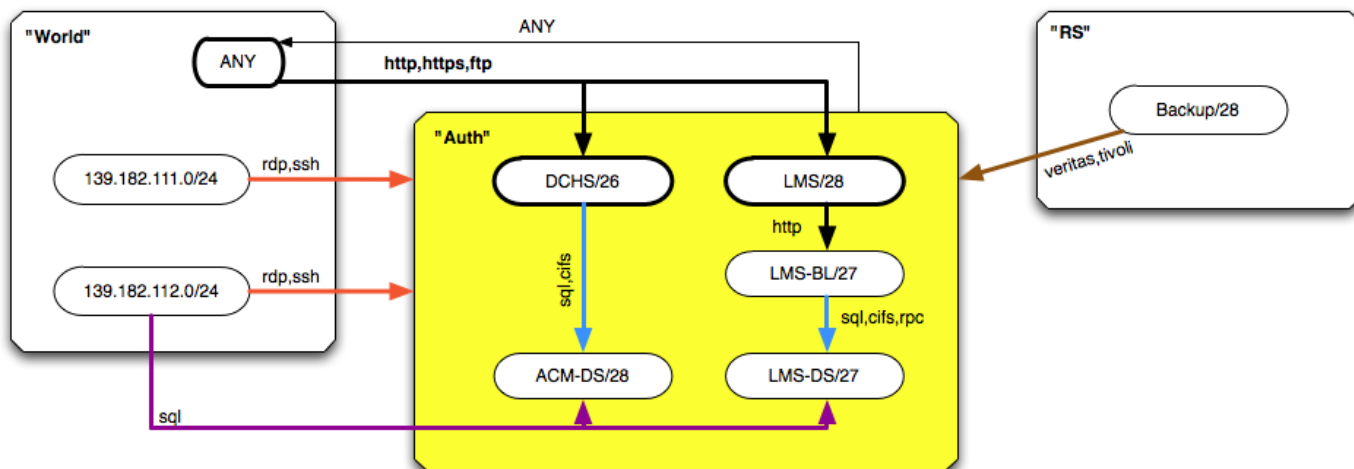 "World"
ANY
ANY
http,https,ftp
"RS"
Backup/28
"Auth"
veritas,tivoli
rdp,ssh
139.182.111.0/24
DCHS/26
LMS/28
http
rdp,ssh
139.182.112.0/24
sql,cifs
LMS-BL/27
sql,cifs,rpc
ACM-DS/28
LMS-DS/27
sql